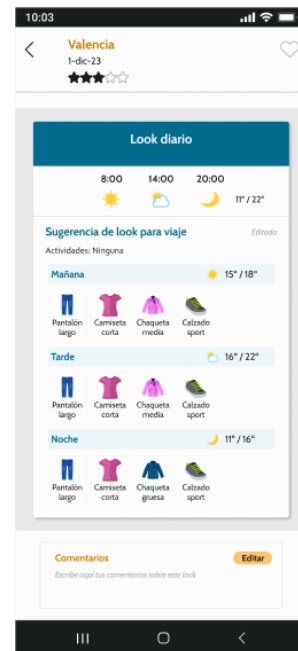 10:03
Valencia
1-dic-23
Look diario
8:00 14:00 20:00
11° / 22°
Sugerencia de look para viaje Editado
Actividades: Ninguna
Mañana 15° / 18°
Pantalón largo Camiseta corta Chaqueta media Calzado sport
Tarde 16° / 22°
Pantalón largo Camiseta corta Chaqueta media Calzado sport
Noche 11° / 16°
Pantalón largo Camiseta corta Chaqueta gruesa Calzado sport
Comentarios Editar
Escribe aquí tus comentarios sobre este look